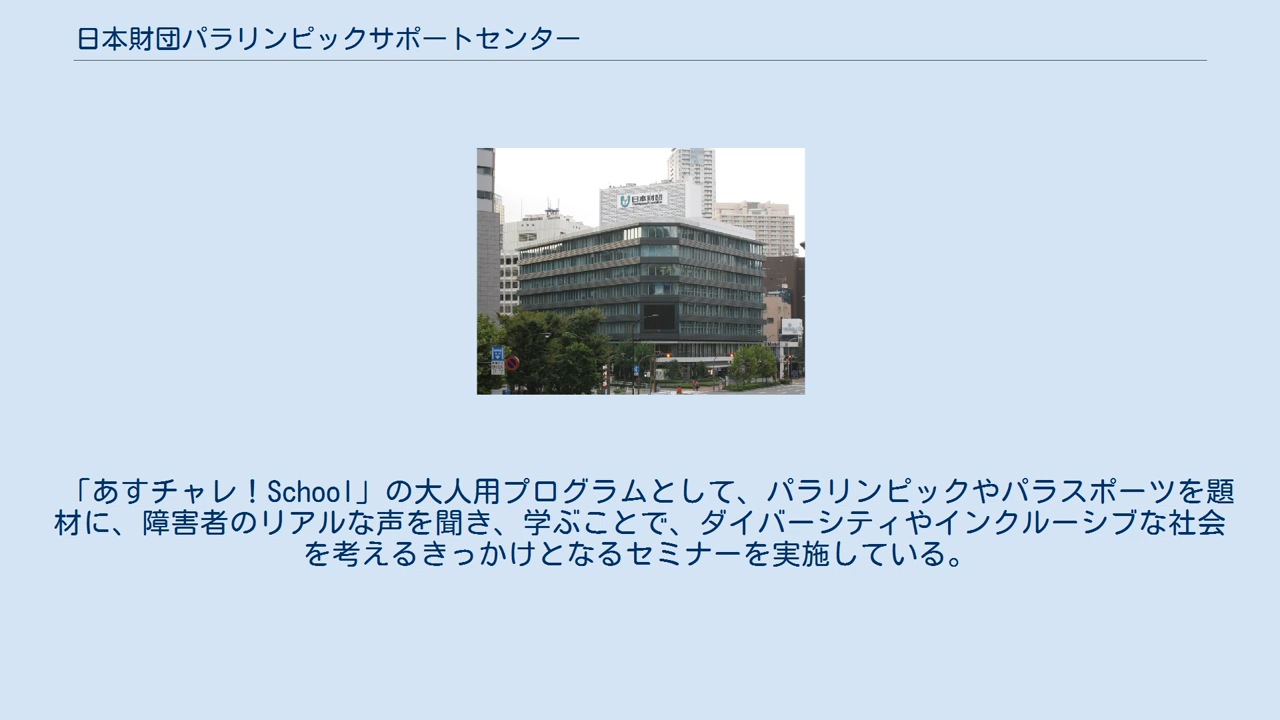 日本財団パラリンピックサポートセンター
日本財団
「あすチャレ！School」の大人用プログラムとして、パラリンピックやパラスポーツを題
材に、障害者のリアルな声を聞き、学ぶことで、ダイバーシティやインクルーシブな社会
を考えるきっかけとなるセミナーを実施している。